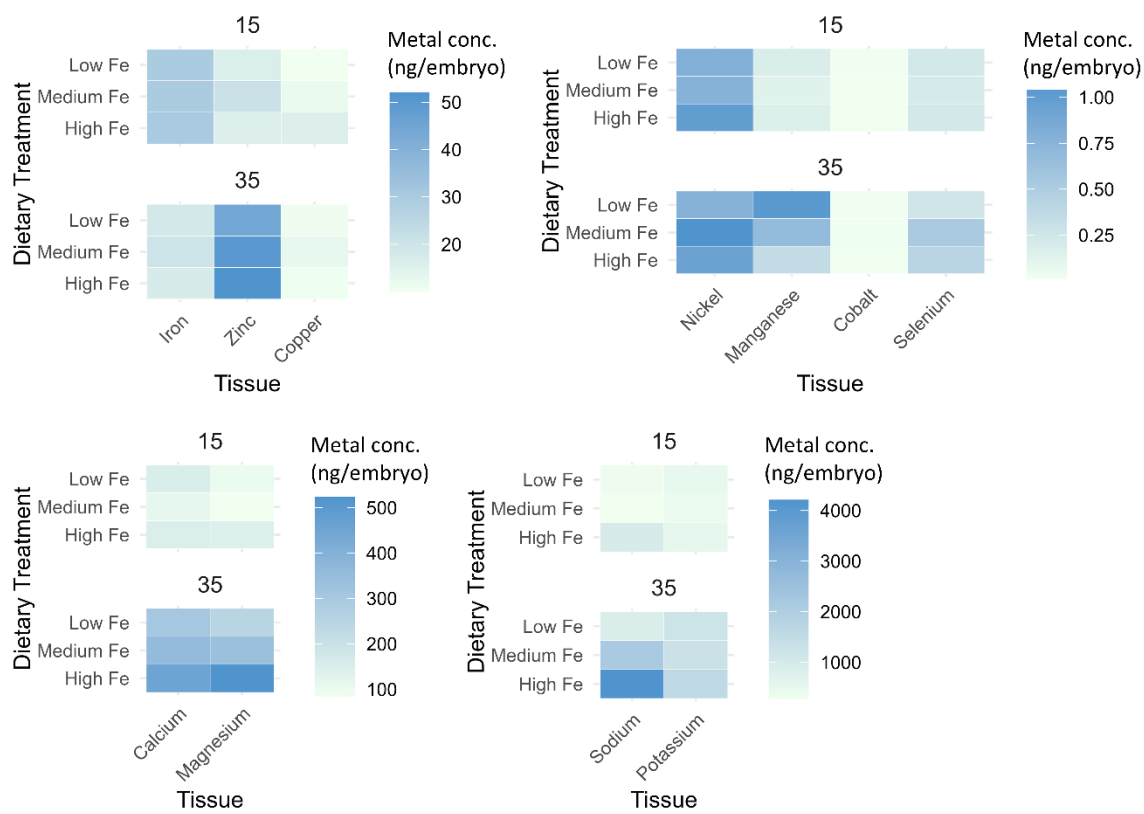 15
Metal conc.
(ng/embryo)
Dietary Treatment
Low Fe
Medium Fe
High Fe
50
40
30
20
35
Low Fe
Medium Fe
High Fe
Iron
Zinc
Copper
Tissue
15
Metal conc.
(ng/embryo)
Dietary Treatment
Low Fe
Medium Fe
High Fe
1.00
0.75
0.50
0.25
35
Low Fe
Medium Fe
High Fe
Nickel
Manganese
Cobalt
Selenium
Tissue
15
Metal conc.
(ng/embryo)
Dietary Treatment
Low Fe
Medium Fe
High Fe
500
400
300
200
100
35
Low Fe
Medium Fe
High Fe
Calcium
Magnesium
Tissue
15
Metal conc.
(ng/embryo)
Dietary Treatment
Low Fe
Medium Fe
High Fe
4000
3000
2000
1000
35
Low Fe
Medium Fe
High Fe
Sodium
Potassium
Tissue